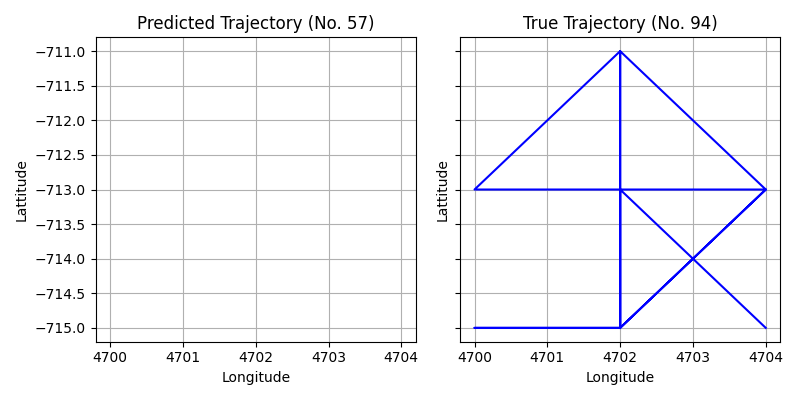 Predicted Trajectory (No. 57)
True Trajectory (No. 94)
−711.0
−711.5
−712.0
−712.5
−713.0
−713.5
−714.0
−714.5
−715.0
Lattitude
Lattitude
4700 4701 4702 4703 4704
4700 4701 4702 4703 4704
Longitude
Longitude